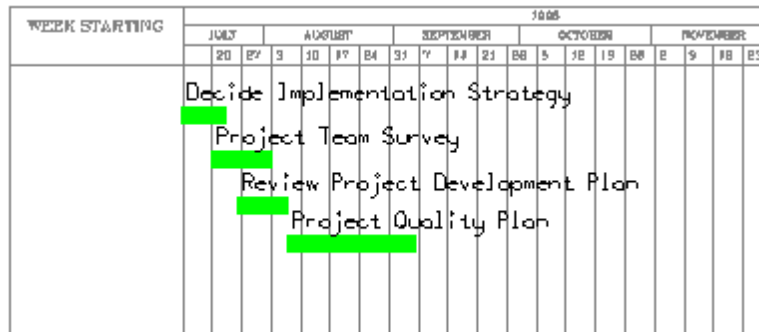 1998
WEEK STARTING
JULY AUGUST SEPTEMBER OCTOBER NOVEMBER
20 27 3 10 17 24 31 7 14 21 28 5 12 19 26 2 9 16 23
Decide Implementation Strategy
Project Team Survey
Review Project Development Plan
Project Quality Plan